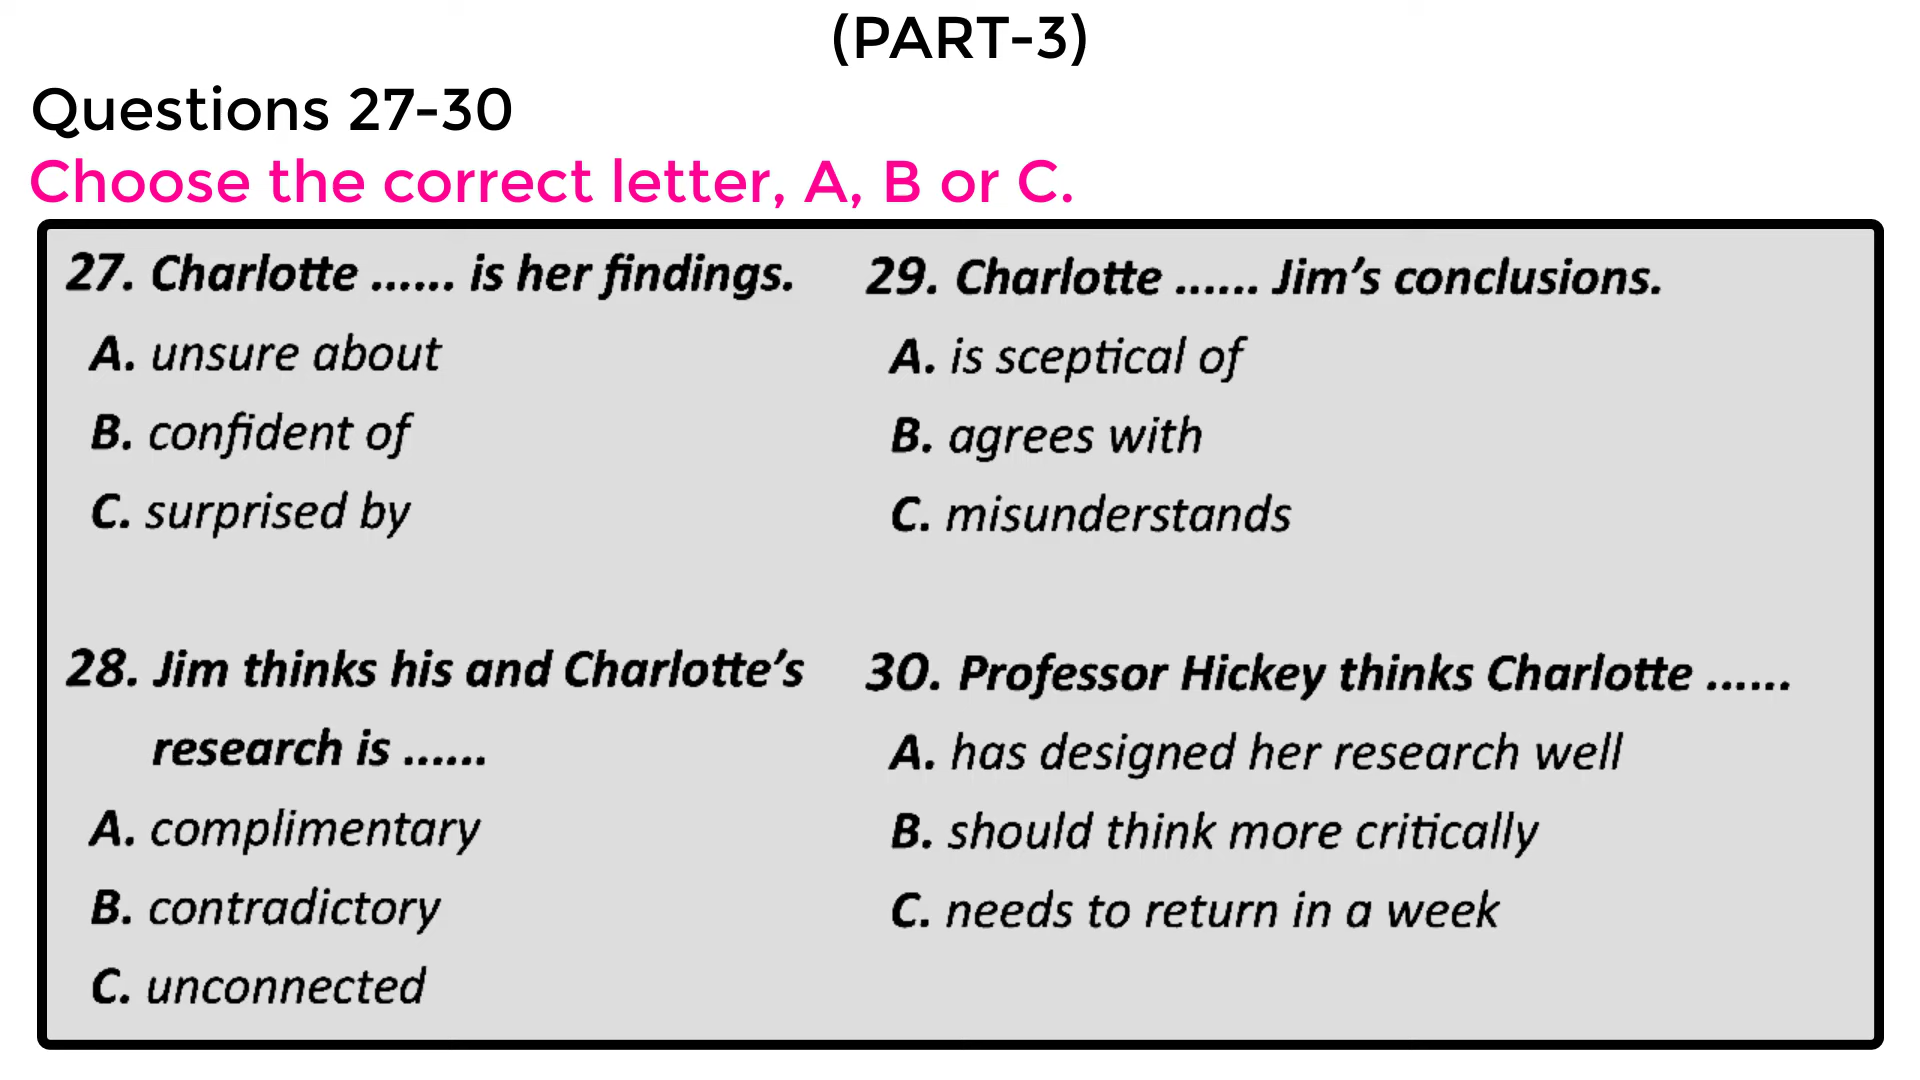 (PART-3)
Questions 27-30
Choose the correct letter, A, B or C.
27. Charlotte ...... is her findings.
A. unsure about
B. confident of
C. surprised by
28. Jim thinks his and Charlotte's
research is ......
A. complimentary
B. contradictory
C. unconnected
29. Charlotte ...... Jim's conclusions.
A. is sceptical of
B. agrees with
C. misunderstands
30. Professor Hickey thinks Charlotte ......
A. has designed her research well
B. should think more critically
C. needs to return in a week